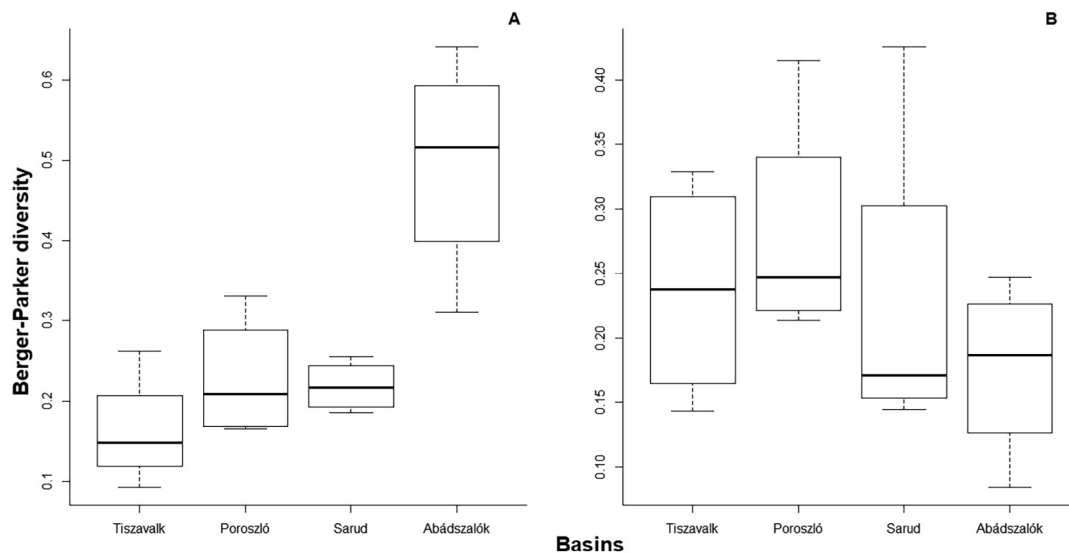 A
B
Berger-Parker diversity
0.6
0.5
0.4
0.3
0.2
0.1
Tiszavalk Poroszló Sarud Abádszalók
0.40
0.35
0.30
0.25
0.20
0.15
0.10
Tiszavalk Poroszló Sarud Abádszalók
Basins